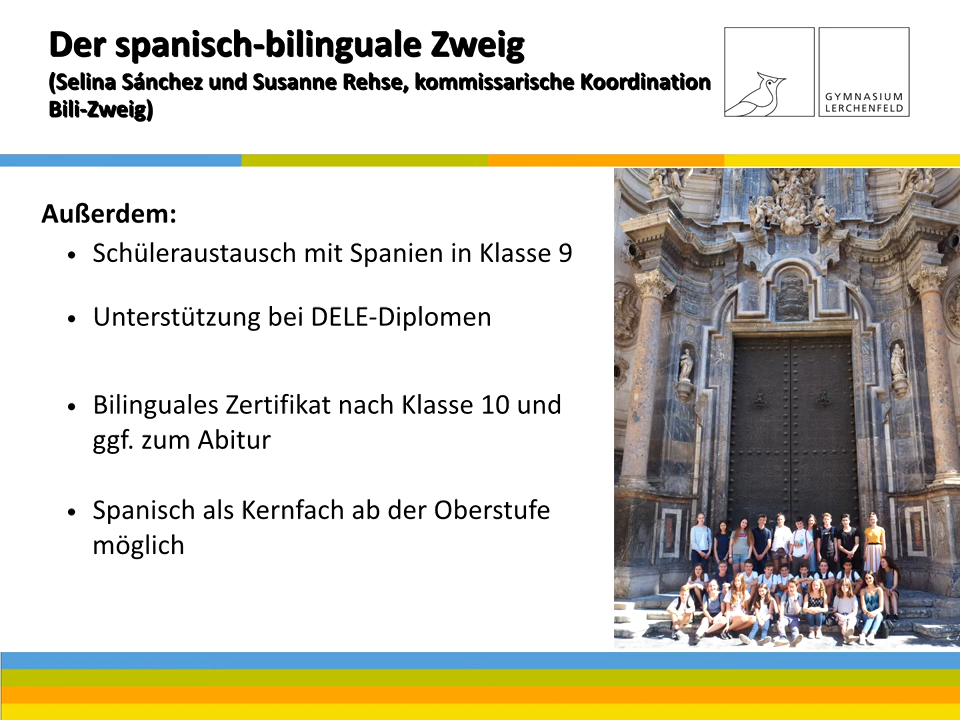 Der spanisch-bilinguale Zweig
(Selina Sánchez und Susanne Rehse, kommissarische Koordination
Bili-Zweig)
GYMNASIUM
LERCHENFELD
Außerdem:
• Schüleraustausch mit Spanien in Klasse 9
• Unterstützung bei DELE-Diplomen
• Bilinguales Zertifikat nach Klasse 10 und
ggf. zum Abitur
• Spanisch als Kernfach ab der Oberstufe
möglich